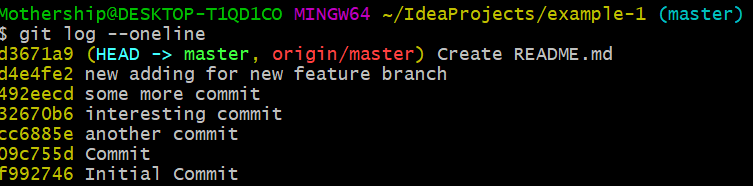 Mothership@DESKTOP-T1QD1CO MINGW64 ~/IdeaProjects/example-1 (master)
$ git log --oneline
d3671a9 (HEAD -> master, origin/master) Create README.md
d4e4fe2 new adding for new feature branch
492eecd some more commit
32670b6 interesting commit
cc6885e another commit
09c755d Commit
f992746 Initial Commit